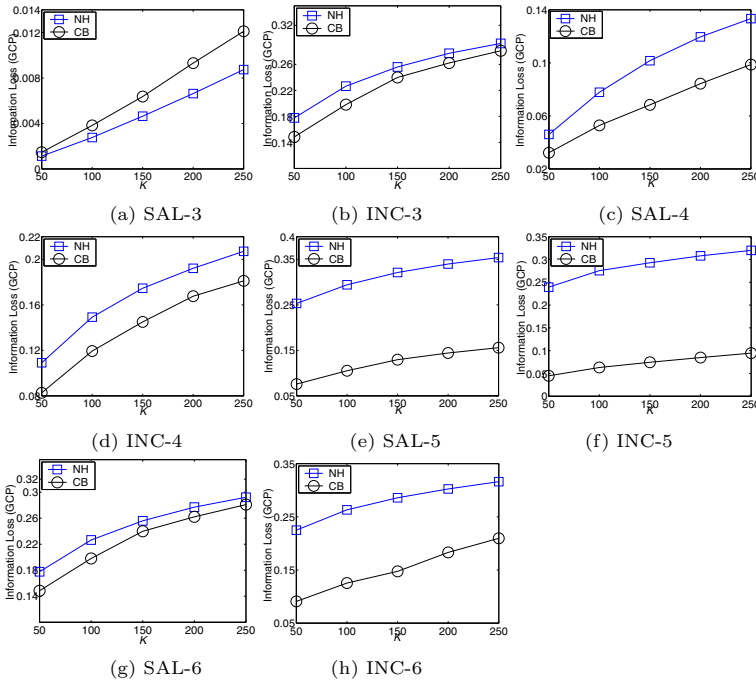 0.014
0.012
0.008
0.004
0
NH
CB
Information Loss (GCP)
50 100 150 200 250
K
(a) SAL-3
0.32
0.26
0.22
0.18
0.14
NH
CB
Information Loss (GCP)
50 100 150 200 250
K
(b) INC-3
0.14
0.1
0.06
0.02
NH
CB
Information Loss (GCP)
50 100 150 200 250
K
(c) SAL-4
0.22
0.2
0.16
0.12
0.08
NH
CB
Information Loss (GCP)
50 100 150 200 250
K
(d) INC-4
0.4
0.35
0.25
0.15
0.05
NH
CB
Information Loss (GCP)
50 100 150 200 250
K
(e) SAL-5
0.35
0.3
0.25
0.2
0.15
0.1
0.05
0
NH
CB
Information Loss (GCP)
50 100 150 200 250
K
(f) INC-5
0.32
0.3
0.26
0.22
0.18
0.14
NH
CB
Information Loss (GCP)
50 100 150 200 250
K
(g) SAL-6
0.35
0.25
0.15
0.05
NH
CB
Information Loss (GCP)
50 100 150 200 250
K
(h) INC-6